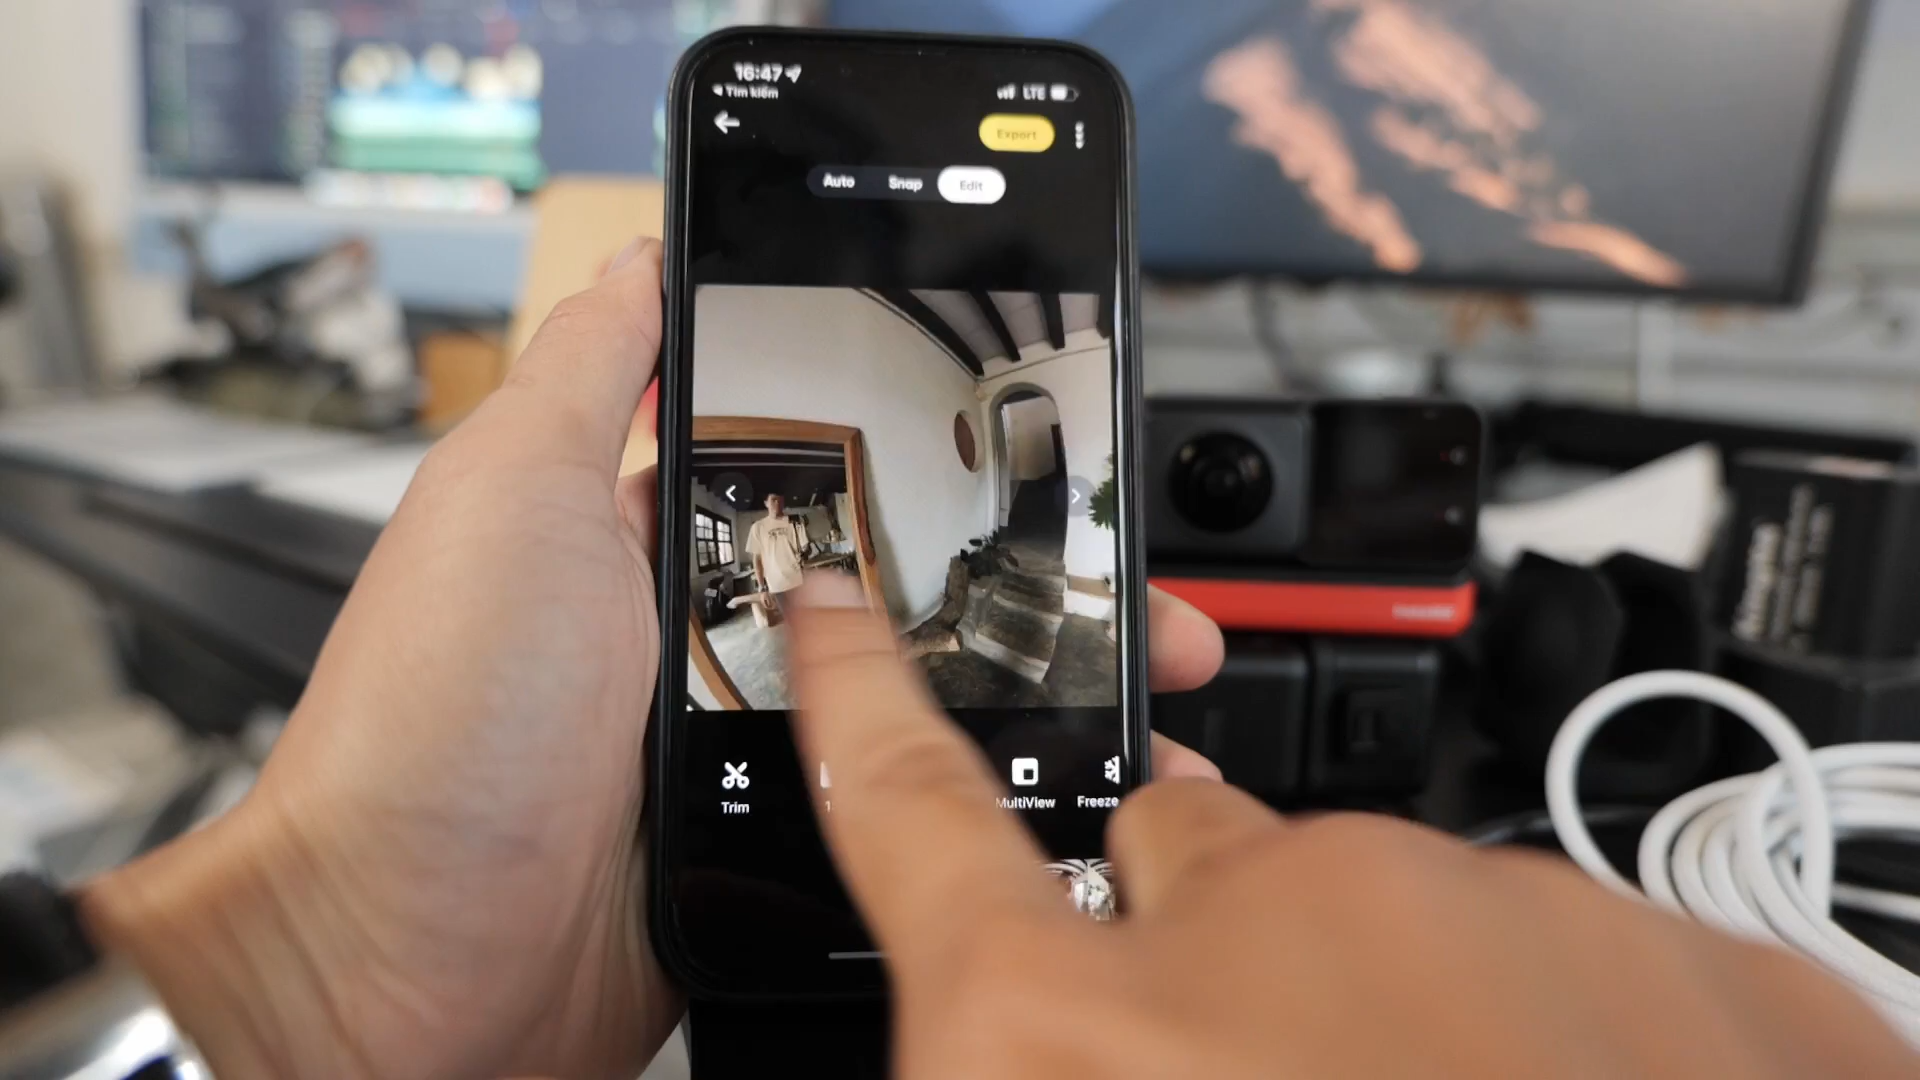 16:47
Tìm kiếm
LTE
Export
Auto Snap Edit
Trim
MultiView
Freeze